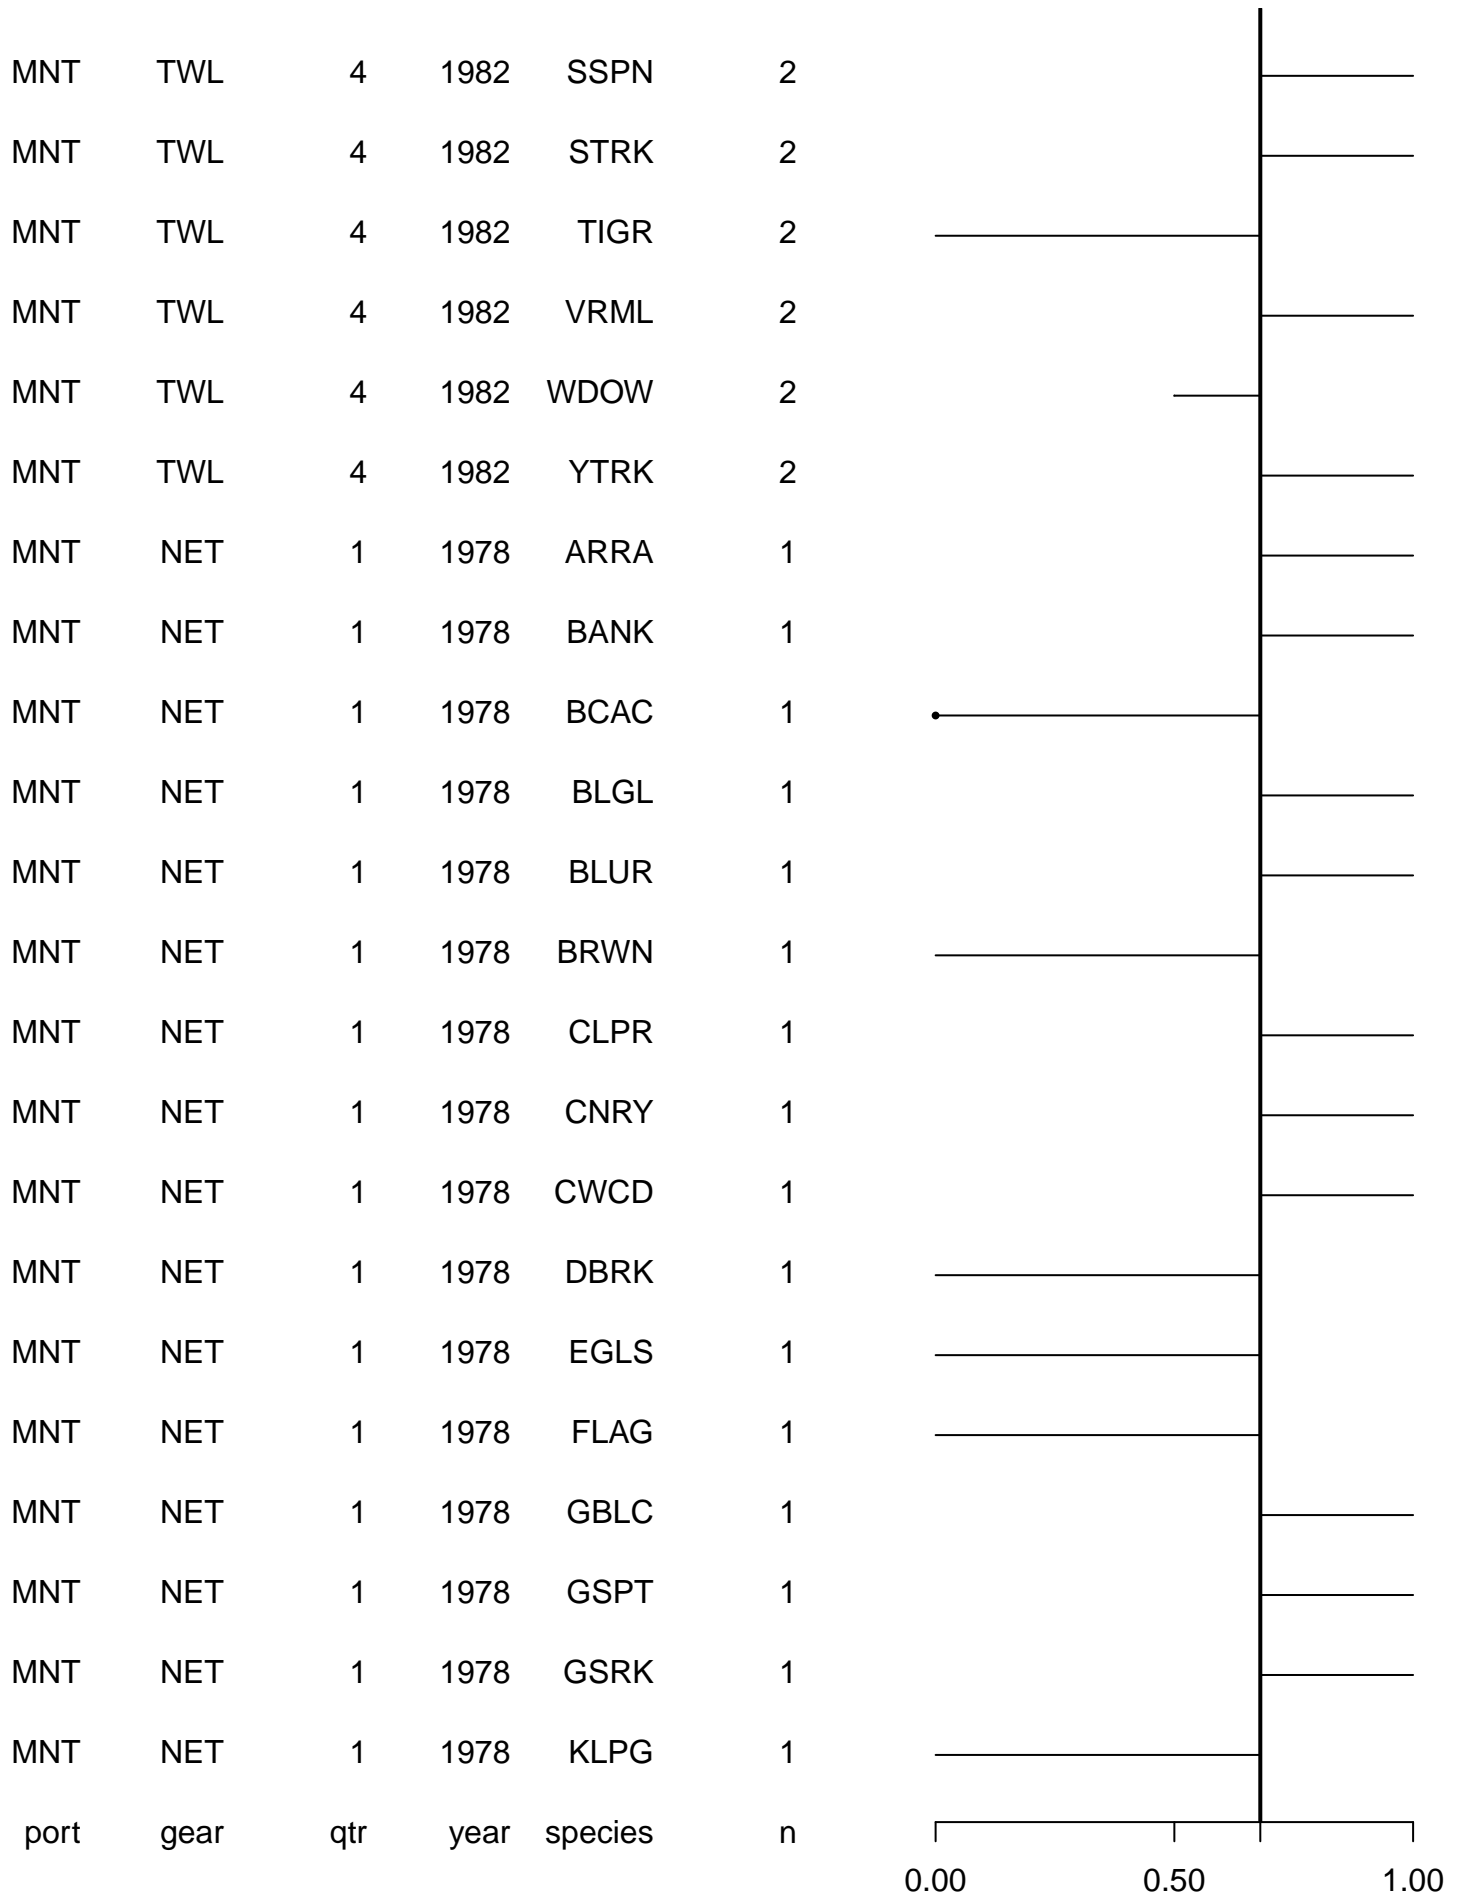 MNT TWL 4 1982 SSPN 2
MNT TWL 4 1982 STRK 2
MNT TWL 4 1982 TIGR 2
MNT TWL 4 1982 VRML 2
MNT TWL 4 1982 WDOW 2
MNT TWL 4 1982 YTRK 2
MNT NET 1 1978 ARRA 1
MNT NET 1 1978 BANK 1
MNT NET 1 1978 BCAC 1
MNT NET 1 1978 BLGL 1
MNT NET 1 1978 BLUR 1
MNT NET 1 1978 BRWN 1
MNT NET 1 1978 CLPR 1
MNT NET 1 1978 CNRY 1
MNT NET 1 1978 CWCD 1
MNT NET 1 1978 DBRK 1
MNT NET 1 1978 EGLS 1
MNT NET 1 1978 FLAG 1
MNT NET 1 1978 GBLC 1
MNT NET 1 1978 GSPT 1
MNT NET 1 1978 GSRK 1
MNT NET 1 1978 KLPG 1
port gear qtr year species n
0.00 0.50 1.00